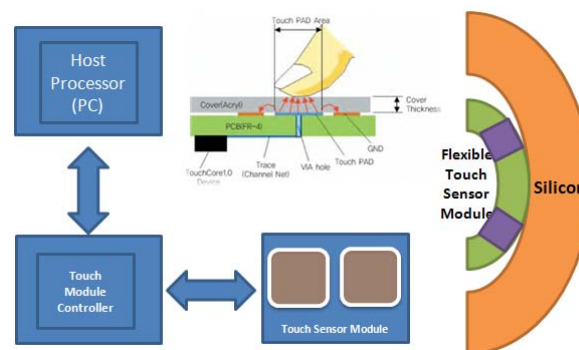 Host
Processor
(PC)
Touch PAD Area
Cover(Acryl)
Cover
Thickness
PCB(FR-4)
GND
TouchCore1,0
Device
Trace
(Channel Net)
VIA hole
Touch PAD
Touch
Module
Controller
Touch Sensor Module
Flexible
Touch
Sensor
Module
Silicon